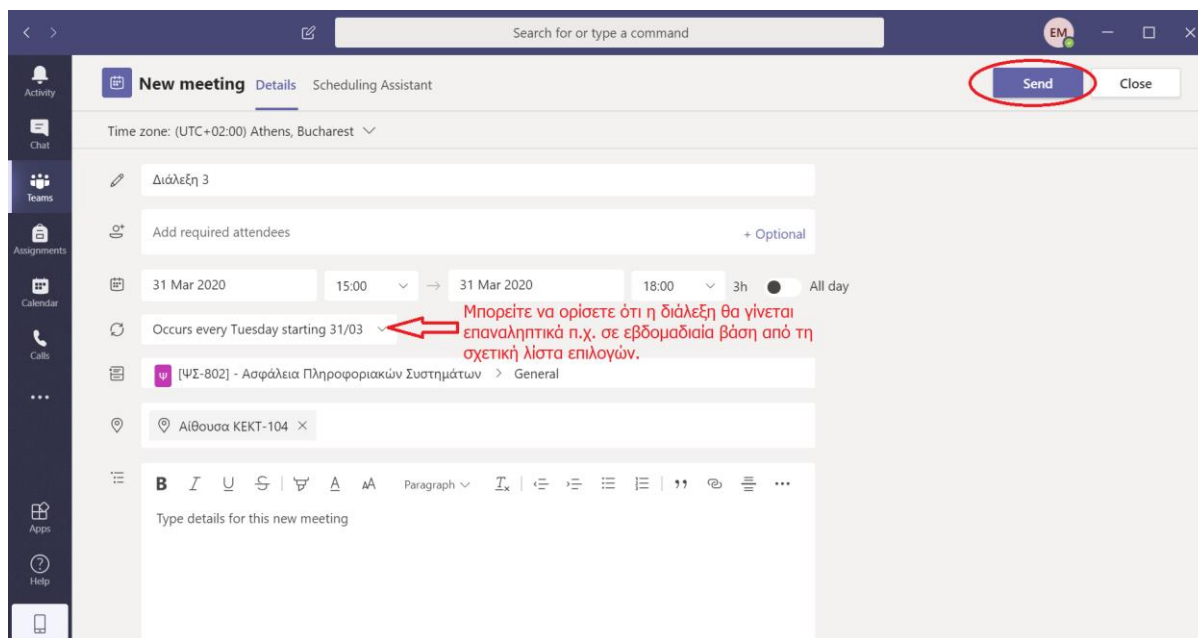 Search for or type a command
EM
Activity
Chat
Teams
Assignments
Calendar
Calls
Apps
Help
New meeting Details Scheduling Assistant
Send Close
Time zone: (UTC+02:00) Athens, Bucharest
Διάλεξη 3
Add required attendees + Optional
31 Mar 2020 15:00 → 31 Mar 2020 18:00 3h All day
Occurs every Tuesday starting 31/03
Μπορείτε να ορίσετε ότι η διάλεξη θα γίνεται
επαναληπτικά π.χ. σε εβδομαδιαία βάση από τη
σχετική λίστα επιλογών.
Ψ [ΨΣ-802] - Ασφάλεια Πληροφοριακών Συστημάτων > General
Αίθουσα ΚΕΚΤ-104 ×
B I U S A AA Paragraph Tx
Type details for this new meeting